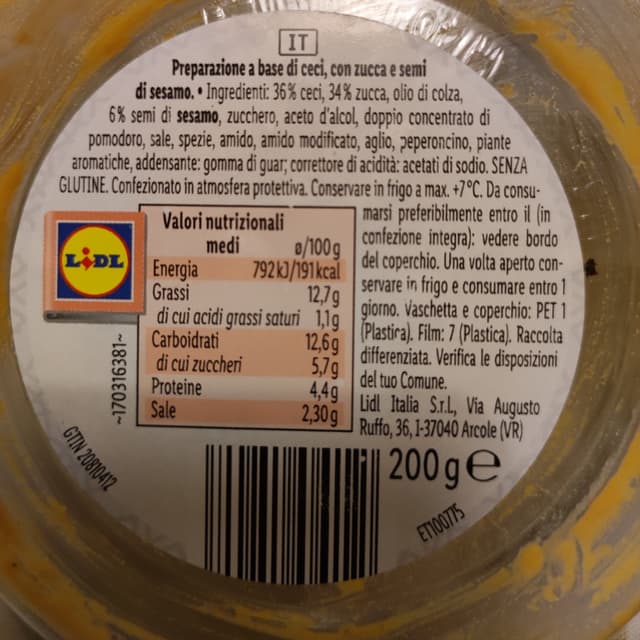 IT
Preparazione a base di ceci, con zucca e semi
di sesamo. • Ingredienti: 36% ceci, 34% zucca, olio di colza,
6% semi di sesamo, zucchero, aceto d'alcol, doppio concentrato di
pomodoro, sale, spezie, amido, amido modificato, aglio, peperoncino, piante
aromatiche, addensante: gomma di guar; correttore di acidità: acetati di sodio. SENZA
GLUTINE. Confezionato in atmosfera protettiva. Conservare in frigo a max. +7°C. Da consu-
marsi preferibilmente entro il (in
confezione integra): vedere bordo
del coperchio. Una volta aperto con-
servare in frigo e consumare entro 1
giorno. Vaschetta e coperchio: PET 1
(Plastica). Film: 7 (Plastica). Raccolta
differenziata. Verifica le disposizioni
del tuo Comune.
Lidl Italia S.r.l., Via Augusto
Ruffo, 36, I-37040 Arcole (VR)
LIDL
Valori nutrizionali
medi ø/100g
Energia 792kJ/191kcal
Grassi 12,7g
di cui acidi grassi saturi 1,1g
Carboidrati 12,6g
di cui zuccheri 5,7g
Proteine 4,4g
Sale 2,30g
~170316381~
GTIN 20810412
200g e
ET100775